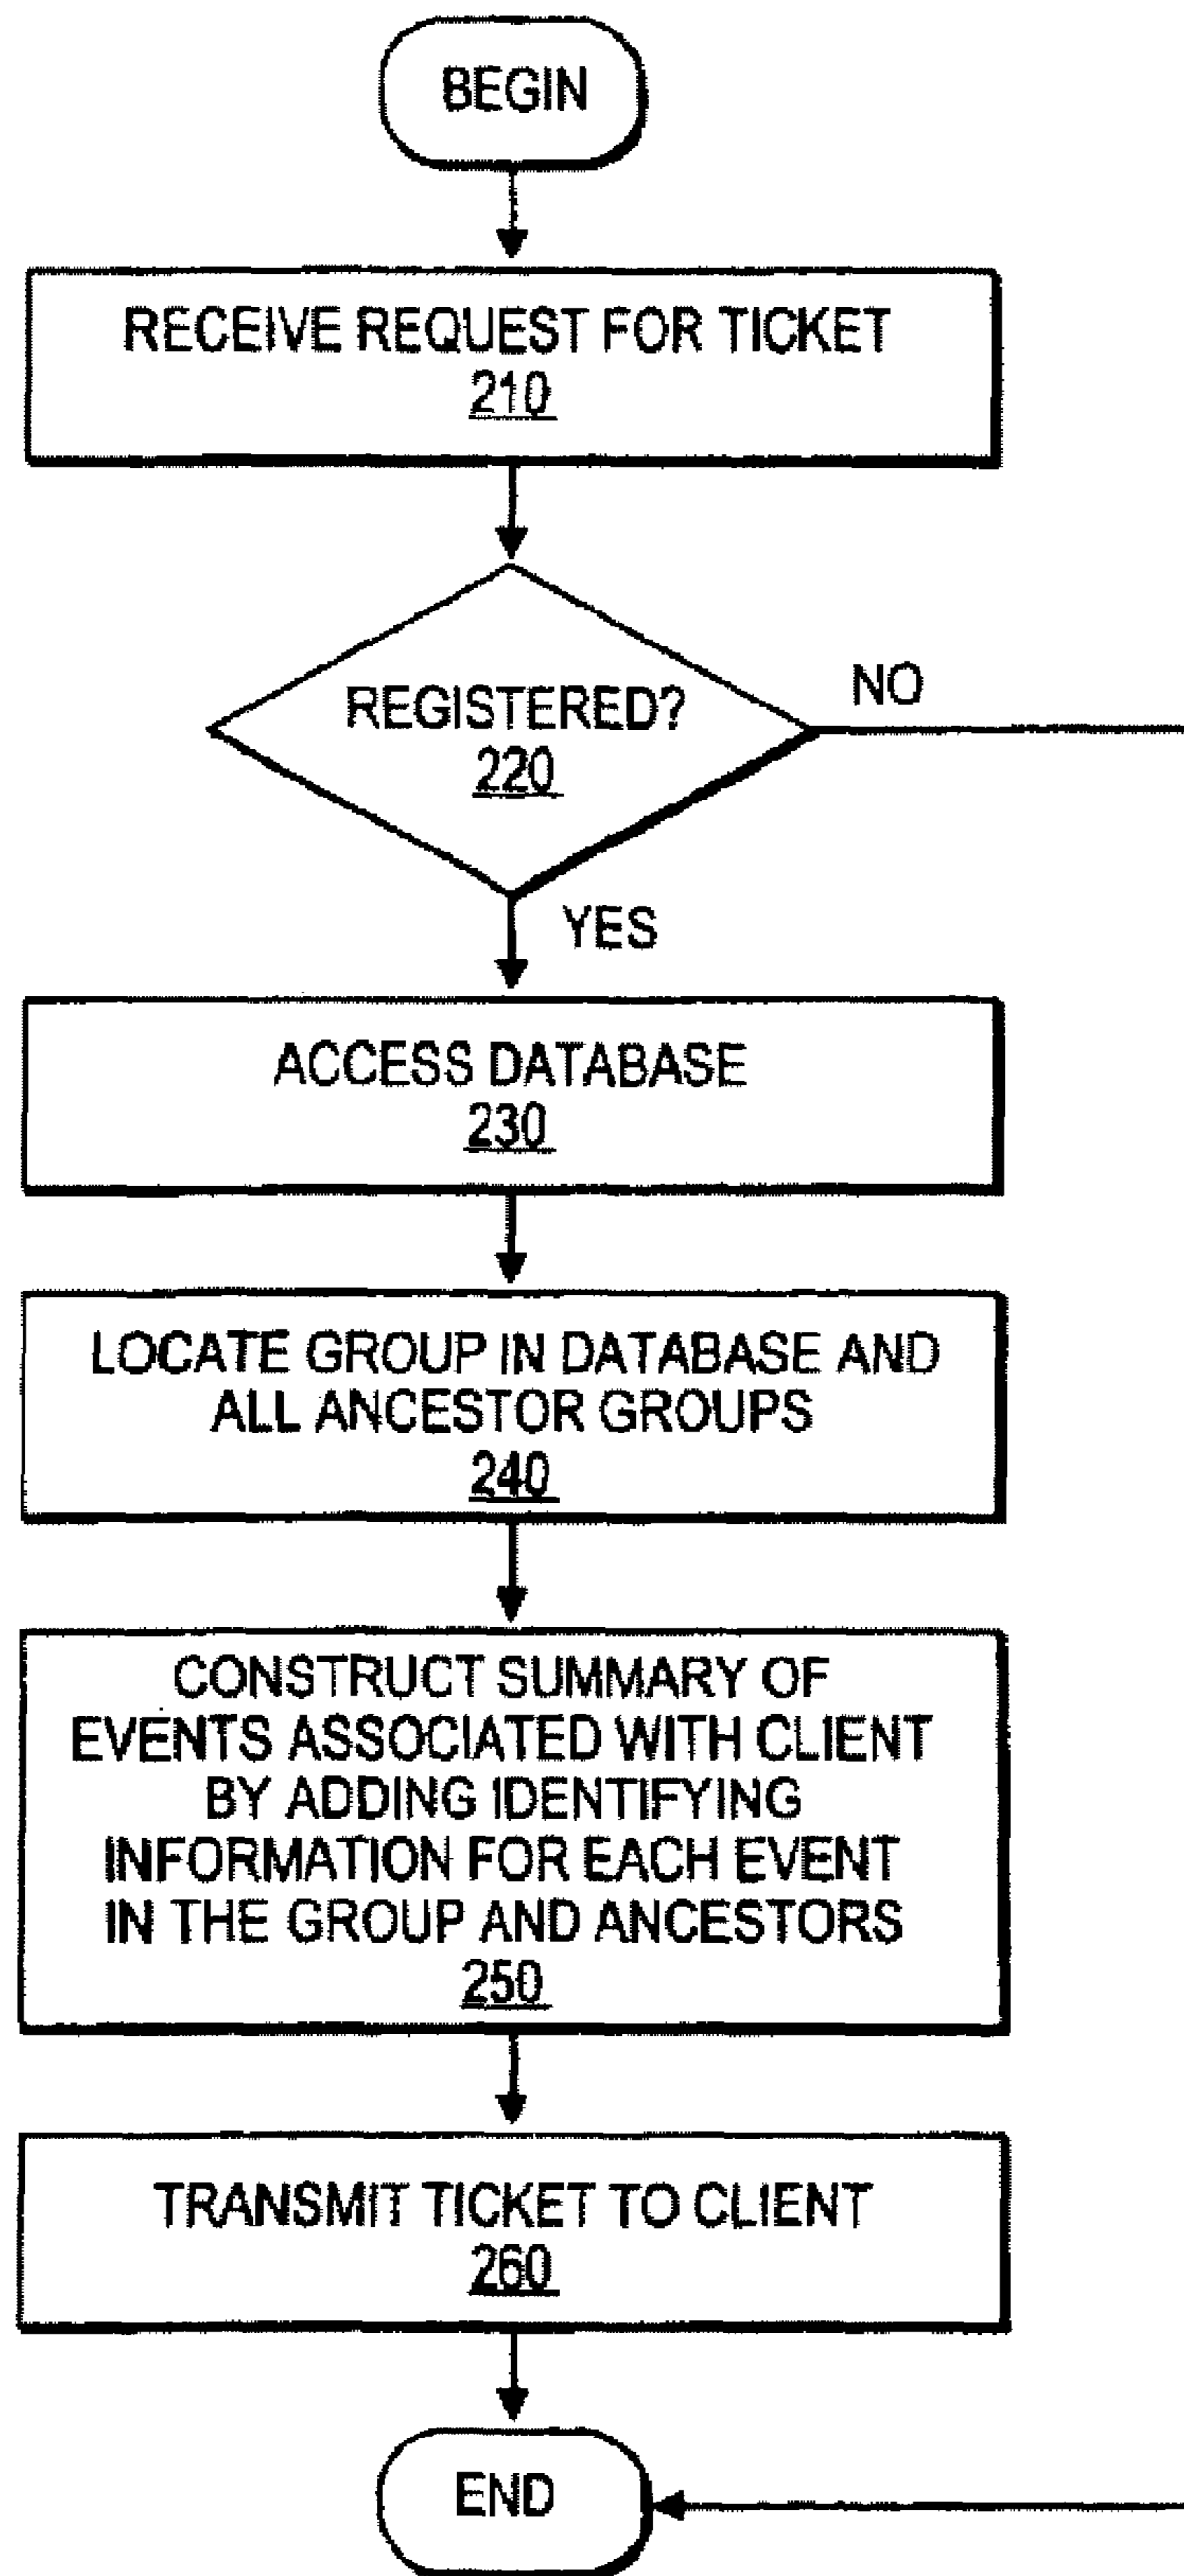 BEGIN
RECEIVE REQUEST FOR TICKET
210
REGISTERED?
220
NO
YES
ACCESS DATABASE
230
LOCATE GROUP IN DATABASE AND
ALL ANCESTOR GROUPS
240
CONSTRUCT SUMMARY OF
EVENTS ASSOCIATED WITH CLIENT
BY ADDING IDENTIFYING
INFORMATION FOR EACH EVENT
IN THE GROUP AND ANCESTORS
250
TRANSMIT TICKET TO CLIENT
260
END